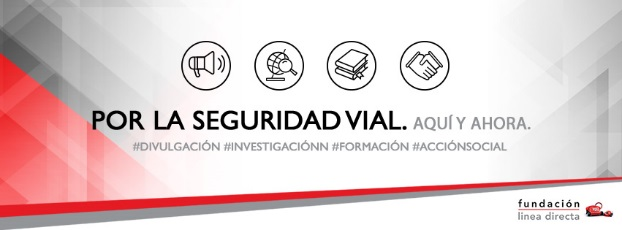 POR LA SEGURIDAD VIAL. AQUÍ Y AHORA.
#DIVULGACIÓN #INVESTIGACIÓNN #FORMACIÓN #ACCIÓNSOCIAL
fundación
línea directa